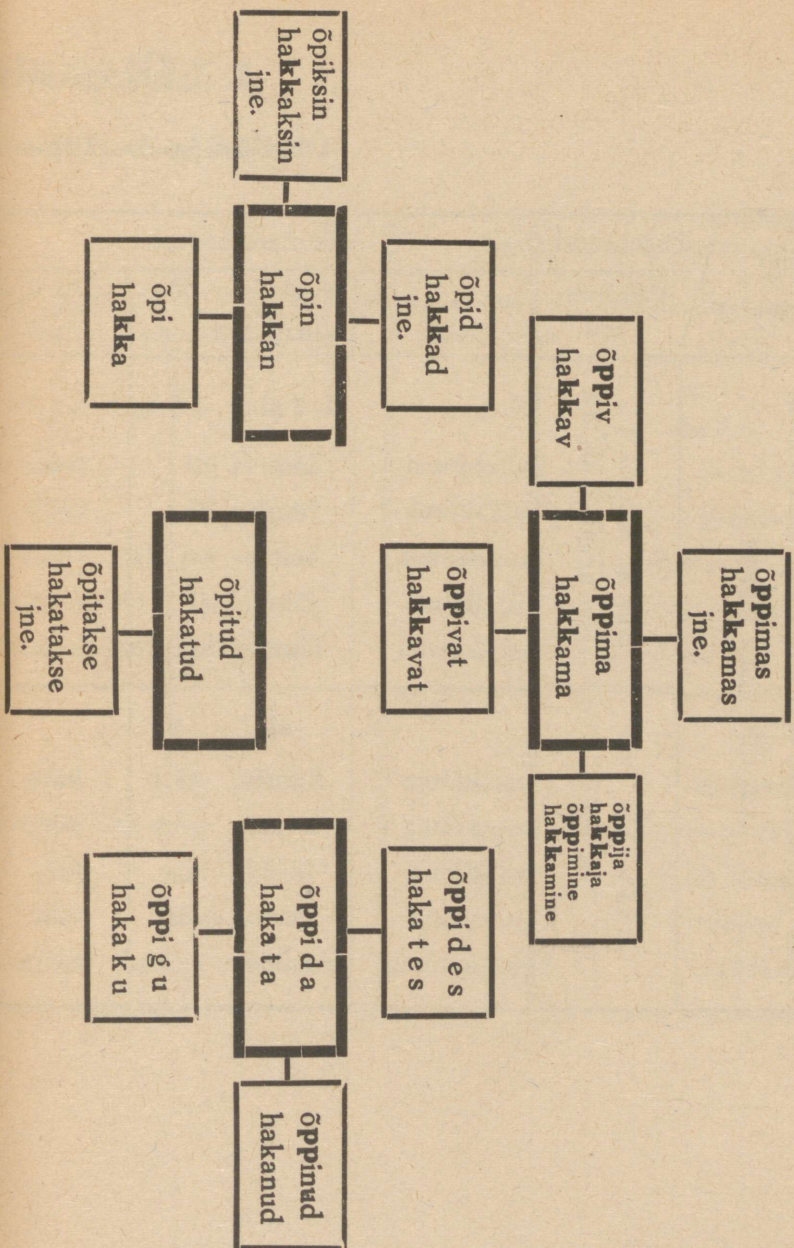 õppimas
hakkamas
jne.
õppiv
hakkav
õppima
hakkama
õppija
hakkaja
õppimine
hakkamine
õppivat
hakkavat
õpid
hakkad
jne.
õpiksin
hakkaksin
jne.
õpin
hakkan
õpi
hakka
õpitud
hakatud
õpitakse
hakatakse
jne.
õppides
hakates
õppida
hakata
õppinud
hakanud
õppigu
hakaku